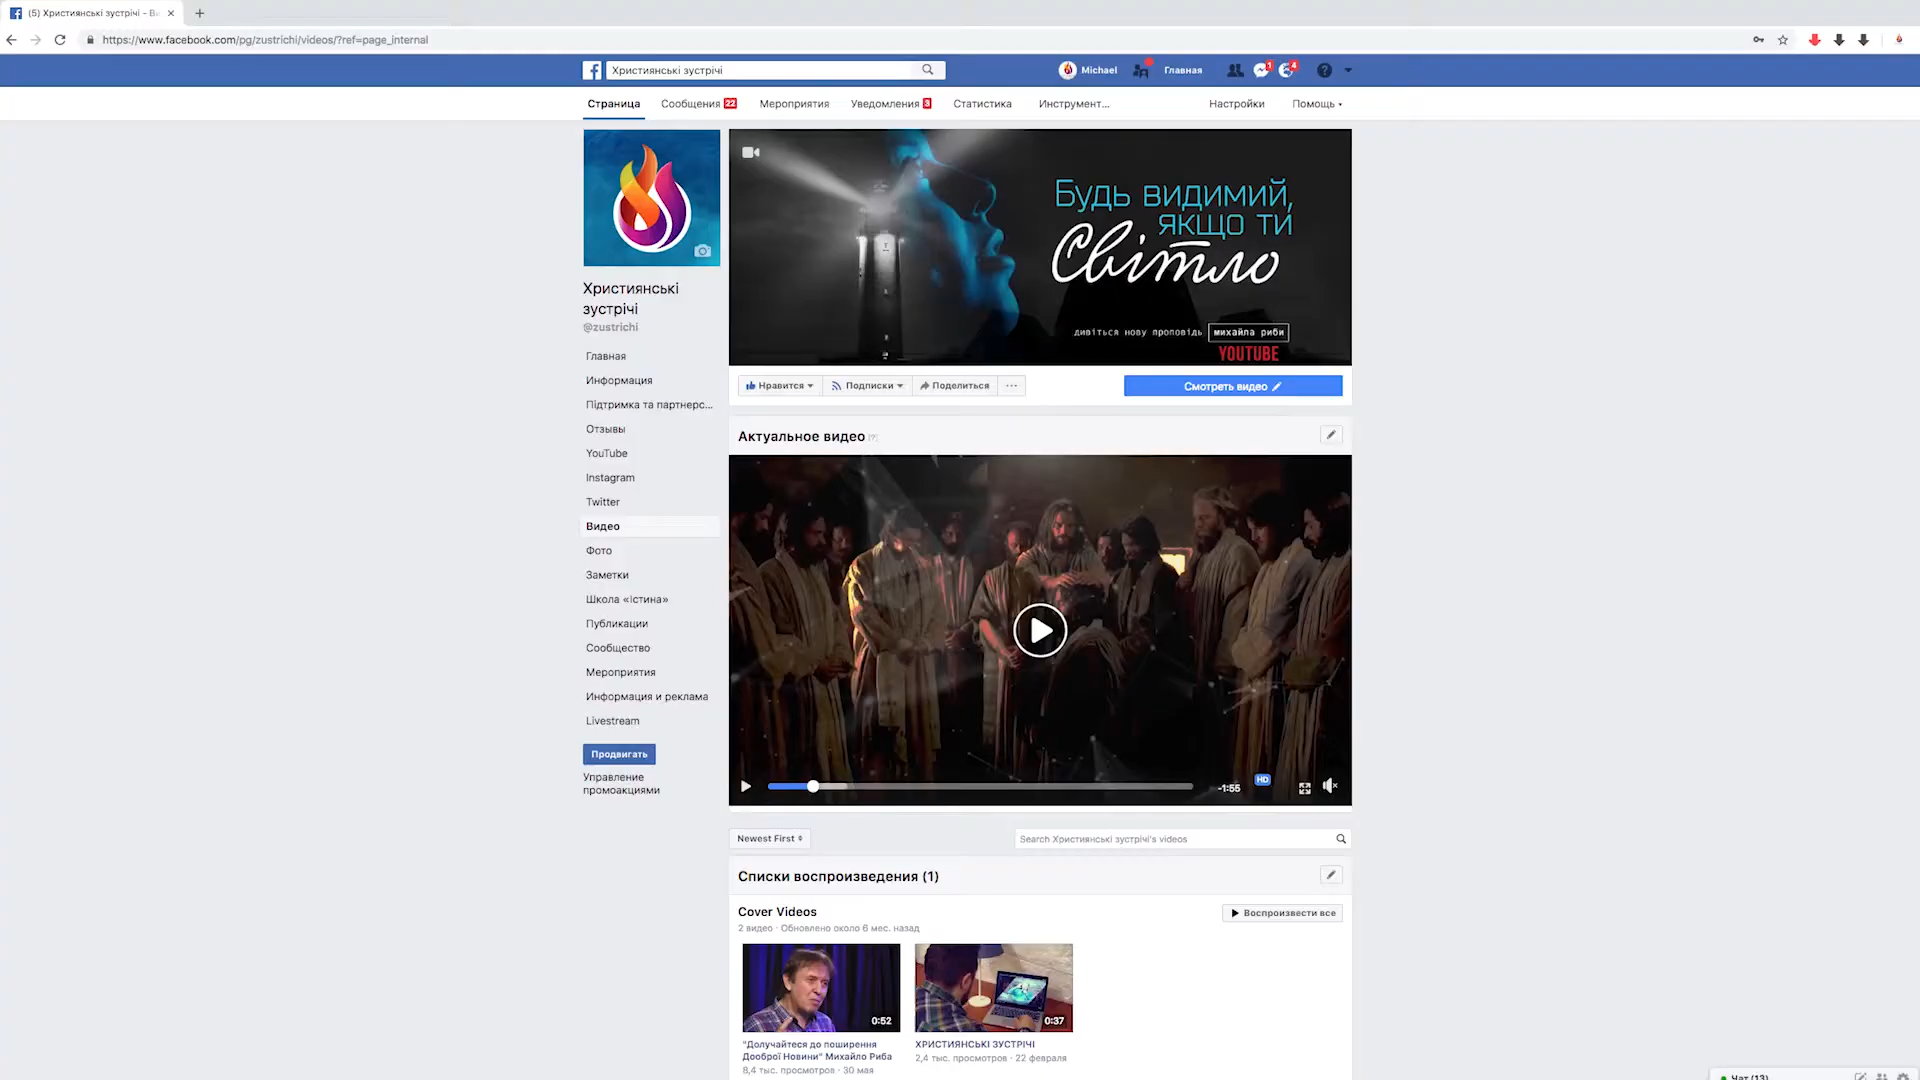 (5) Християнські зустрічі - Ви
https://www.facebook.com/pg/zustrichi/videos/?ref=page_internal
Християнські зустрічі
Michael
Главная
1
4
Страница
Сообщения 22
Мероприятия
Уведомления 3
Статистика
Инструмент...
Настройки
Помощь
Будь видимий,
якщо ти
Світло
дивіться нову проповідь михайла риби
YOUTUBE
Християнські
зустрічі
@zustrichi
Главная
Информация
Підтримка та партнерс...
Отзывы
YouTube
Instagram
Twitter
Видео
Фото
Заметки
Школа «Істина»
Публикации
Сообщество
Мероприятия
Информация и реклама
Livestream
Продвигать
Управление
промоакциями
Нравится
Подписки
Поделиться
...
Смотреть видео
Актуальное видео [?]
-1:55
HD
Newest First
Search Християнські зустрічі's videos
Списки воспроизведения (1)
Cover Videos
2 видео · Обновлено около 6 мес. назад
Воспроизвести все
0:52
0:37
"Долучайтеся до поширення
Дооброї Новини" Михайло Риба
8,4 тыс. просмотров · 30 мая
ХРИСТИЯНСЬКІ ЗУСТРІЧІ
2,4 тыс. просмотров · 22 февраля
Чат (13)